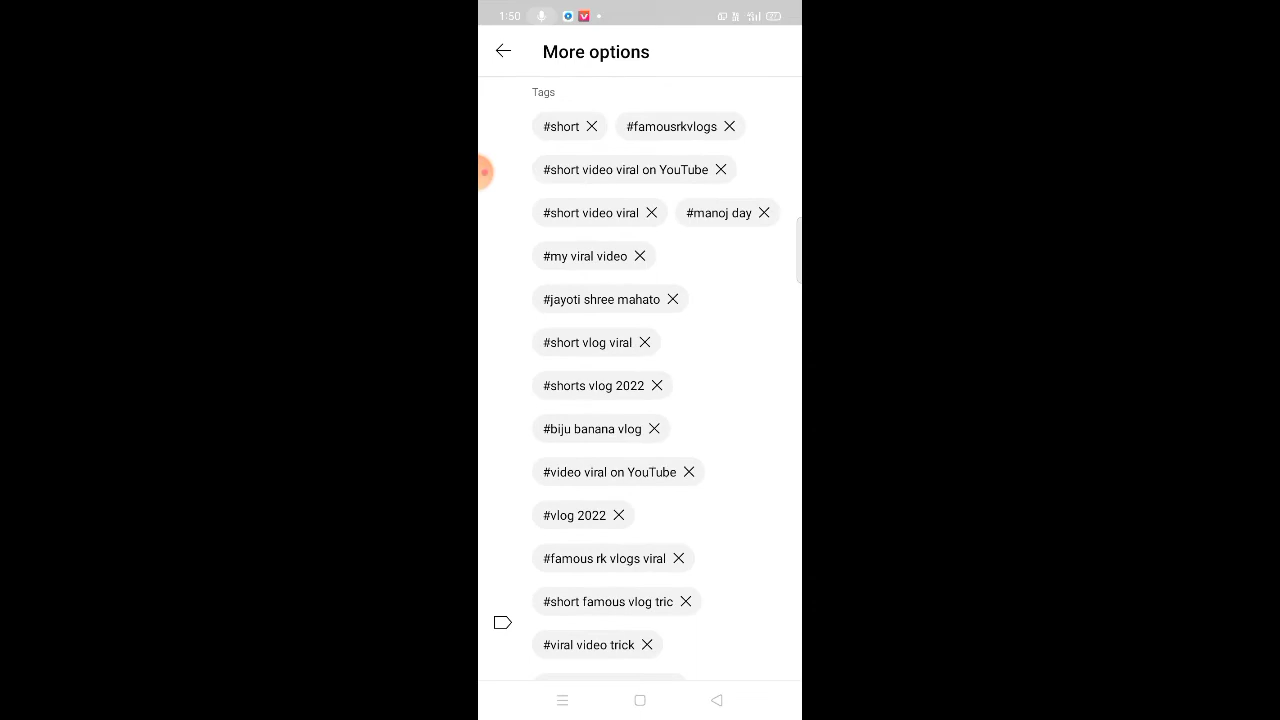 1:50
More options
Tags
#short #famousrkvlogs
#short video viral on YouTube
#short video viral #manoj day
#my viral video
#jayoti shree mahato
#short vlog viral
#shorts vlog 2022
#biju banana vlog
#video viral on YouTube
#vlog 2022
#famous rk vlogs viral
#short famous vlog tric
#viral video trick